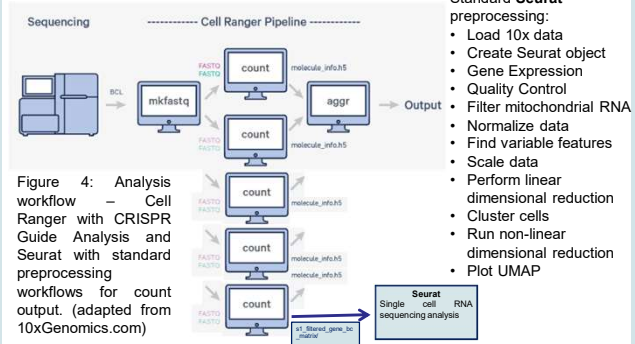 Sequencing
---------- Cell Ranger Pipeline ----------
BCL
mkfastq
FASTQ
FASTQ
count
molecule_info.h5
FASTQ
FASTQ
count
molecule_info.h5
aggr
Output
FASTQ
FASTQ
count
molecule_info.h5
FASTQ
FASTQ
count
molecule_info.h5
molecule_info.h5
FASTQ
FASTQ
count
s1_filtered_gene_bc
_matrix/
Seurat
Single cell RNA
sequencing analysis
Figure 4: Analysis
workflow – Cell
Ranger with CRISPR
Guide Analysis and
Seurat with standard
preprocessing
workflows for count
output. (adapted from
10xGenomics.com)
Standard Seurat
preprocessing:
• Load 10x data
• Create Seurat object
• Gene Expression
• Quality Control
• Filter mitochondrial RNA
• Normalize data
• Find variable features
• Scale data
• Perform linear
dimensional reduction
• Cluster cells
• Run non-linear
dimensional reduction
• Plot UMAP